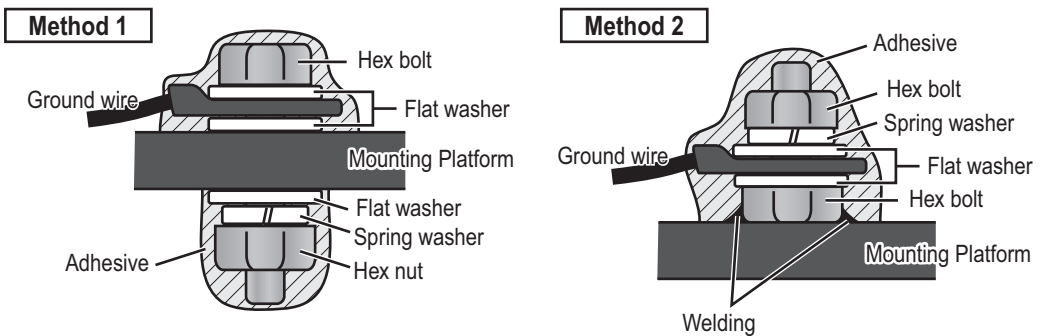 Method 1
Hex bolt
Ground wire
Flat washer
Mounting Platform
Flat washer
Spring washer
Adhesive
Hex nut
Method 2
Adhesive
Hex bolt
Spring washer
Ground wire
Flat washer
Hex bolt
Mounting Platform
Welding